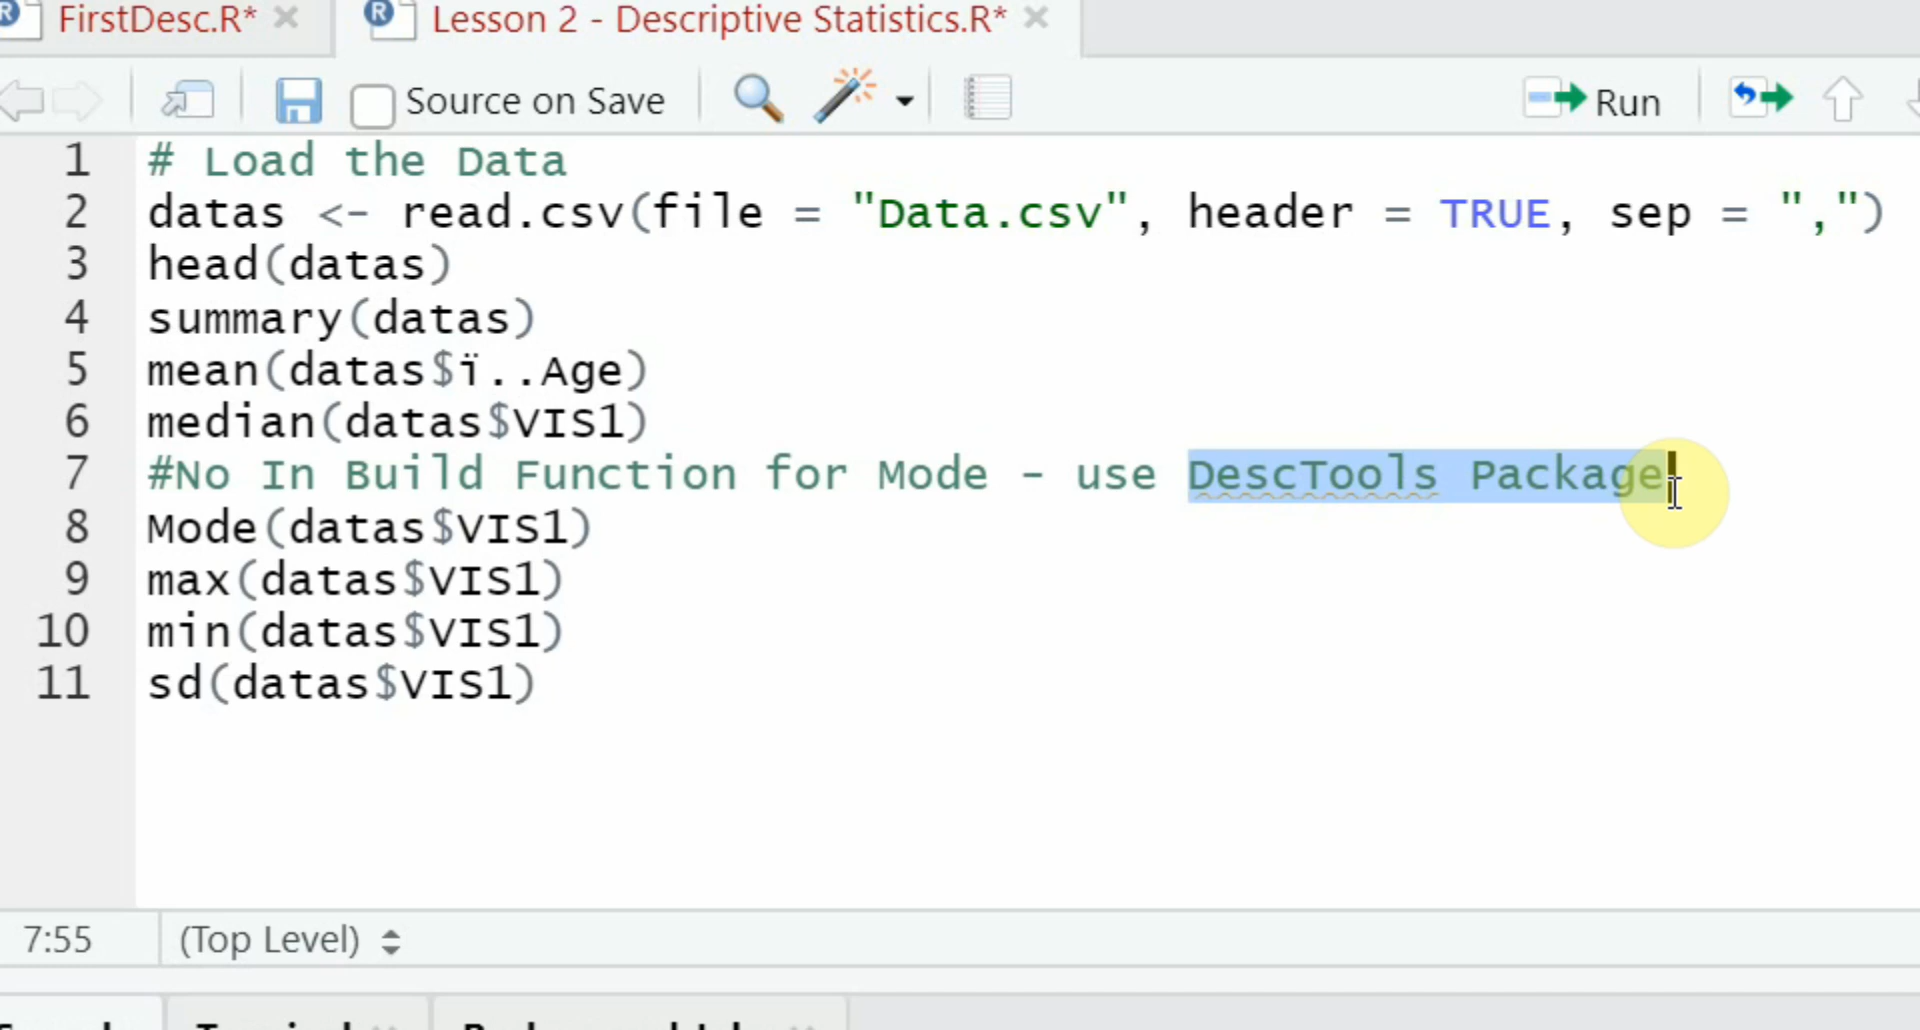 FirstDesc.R*
Lesson 2 - Descriptive Statistics.R*
Source on Save
Run
1 # Load the Data
2 datas <- read.csv(file = "Data.csv", header = TRUE, sep = ",")
3 head(datas)
4 summary(datas)
5 mean(datas$ï..Age)
6 median(datas$VIS1)
7 #No In Build Function for Mode - use DescTools Package
8 Mode(datas$VIS1)
9 max(datas$VIS1)
10 min(datas$VIS1)
11 sd(datas$VIS1)
7:55
(Top Level)